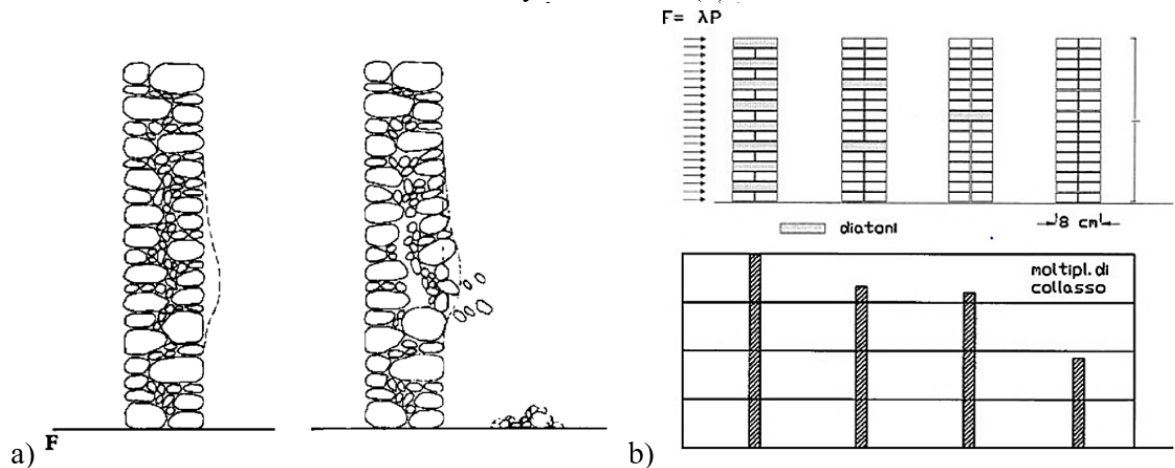 F= λP
diatoni
8 cm
moltipl. di
collasso
a) F
b)